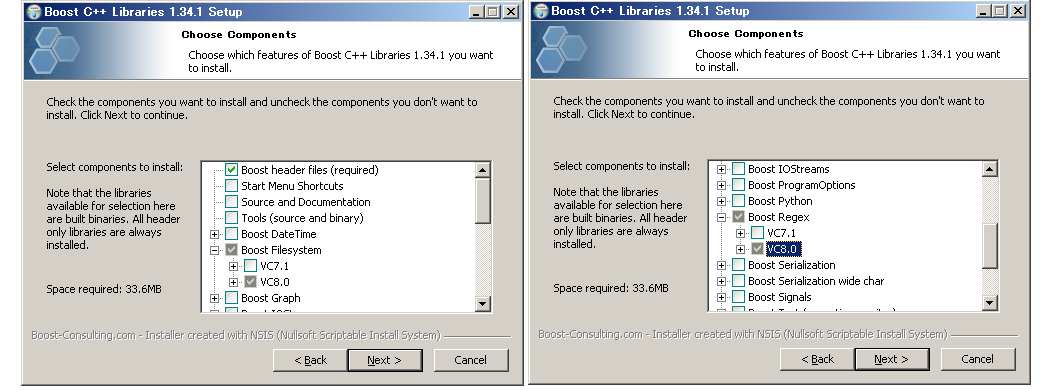 Boost C++ Libraries 1.34.1 Setup
Choose Components
Choose which features of Boost C++ Libraries 1.34.1 you want
to install.
Check the components you want to install and uncheck the components you don't want to
install. Click Next to continue.
Select components to install:
Note that the libraries
available for selection here
are built binaries. All header
only libraries are always
installed.
Space required: 33.6MB
Boost header files (required)
Start Menu Shortcuts
Source and Documentation
Tools (source and binary)
Boost DateTime
Boost Filesystem
VC7.1
VC8.0
Boost Graph
Boost-Consulting.com - Installer created with NSIS (Nullsoft Scriptable Install System)
< Back
Next >
Cancel
Boost C++ Libraries 1.34.1 Setup
Choose Components
Choose which features of Boost C++ Libraries 1.34.1 you want
to install.
Check the components you want to install and uncheck the components you don't want to
install. Click Next to continue.
Select components to install:
Note that the libraries
available for selection here
are built binaries. All header
only libraries are always
installed.
Space required: 33.6MB
Boost IOStreams
Boost ProgramOptions
Boost Python
Boost Regex
VC7.1
VC8.0
Boost Serialization
Boost Serialization wide char
Boost Signals
Boost-Consulting.com - Installer created with NSIS (Nullsoft Scriptable Install System)
< Back
Next >
Cancel